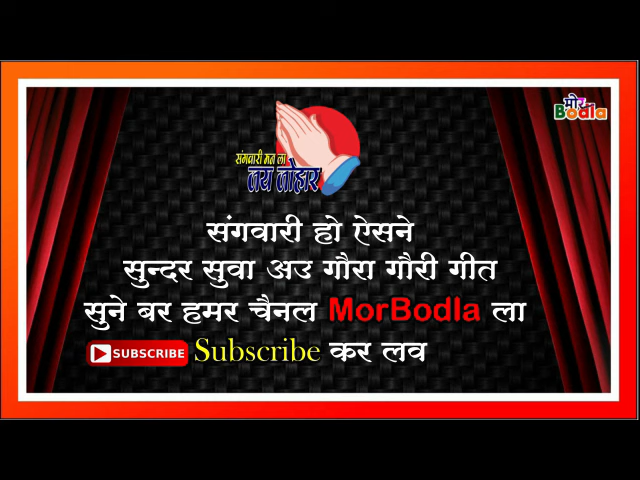 मोर
Bodla
संगवारी मन ला
जय जोहार
संगवारी हो ऐसने
सुन्दर सुवा अउ गौरा गौरी गीत
सुने बर हमर चैनल MorBodla ला
SUBSCRIBE Subscribe कर लव